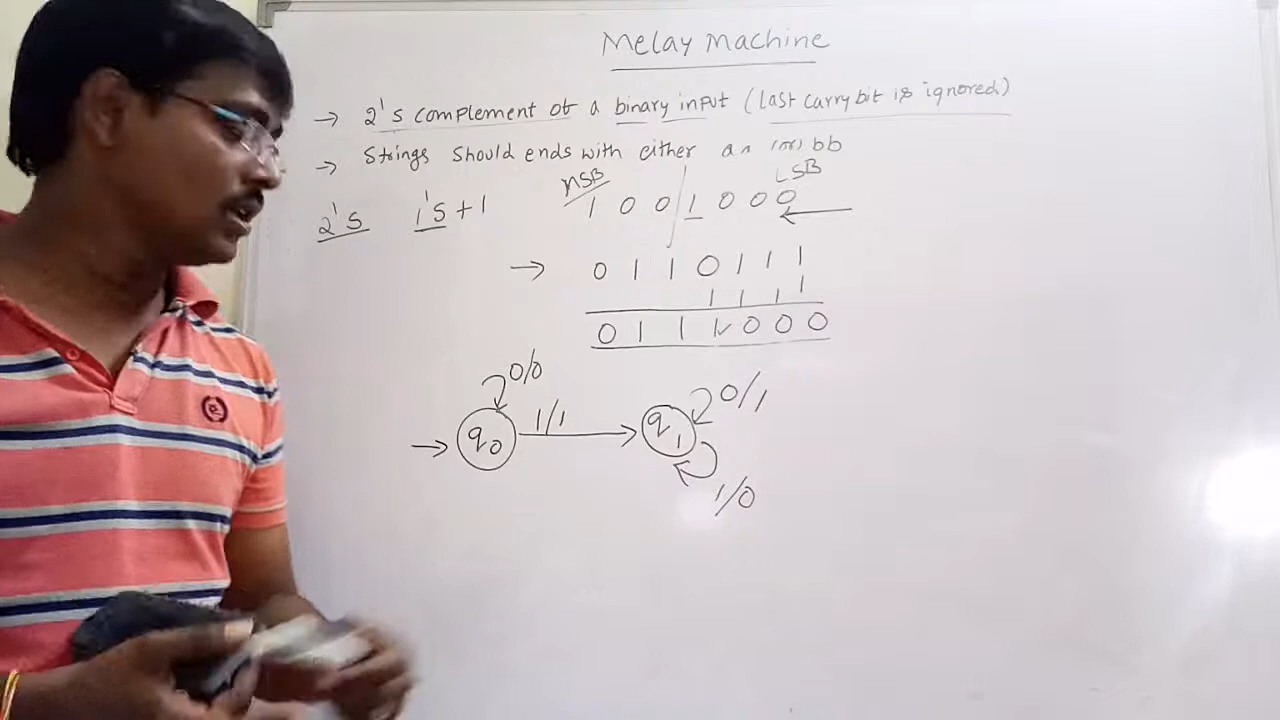 Melay Machine
→ 2's complement of a binary input (last carry bit is ignored)
→ Strings should ends with either aa (or) bb
MSB LSB
2's 1's + 1 1 0 0 1 0 0 0
→ 0 1 1 0 1 1 1
1 1 1 1
0 1 1 1 0 0 0
0/0
1/1
0/1
q0 q1
1/0